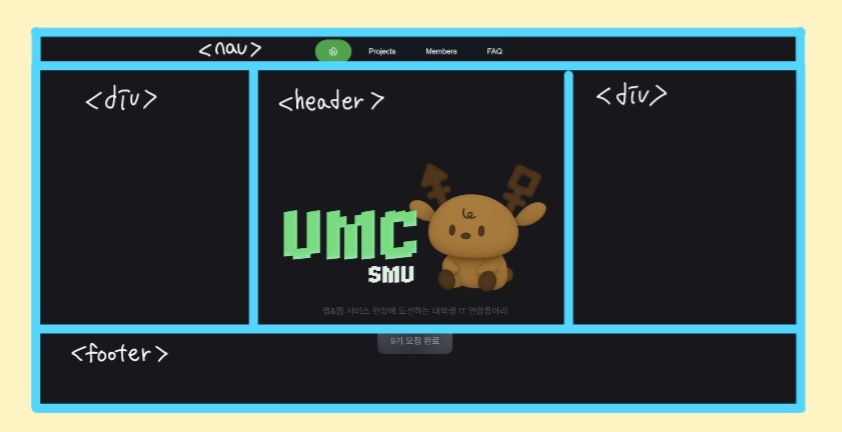 <nav> Projects Members FAQ
<div> <header> <div>
UMC
SMU
앱&웹 서비스 런칭에 도전하는 대학생 IT 연합동아리
9기 모집 완료
<footer>